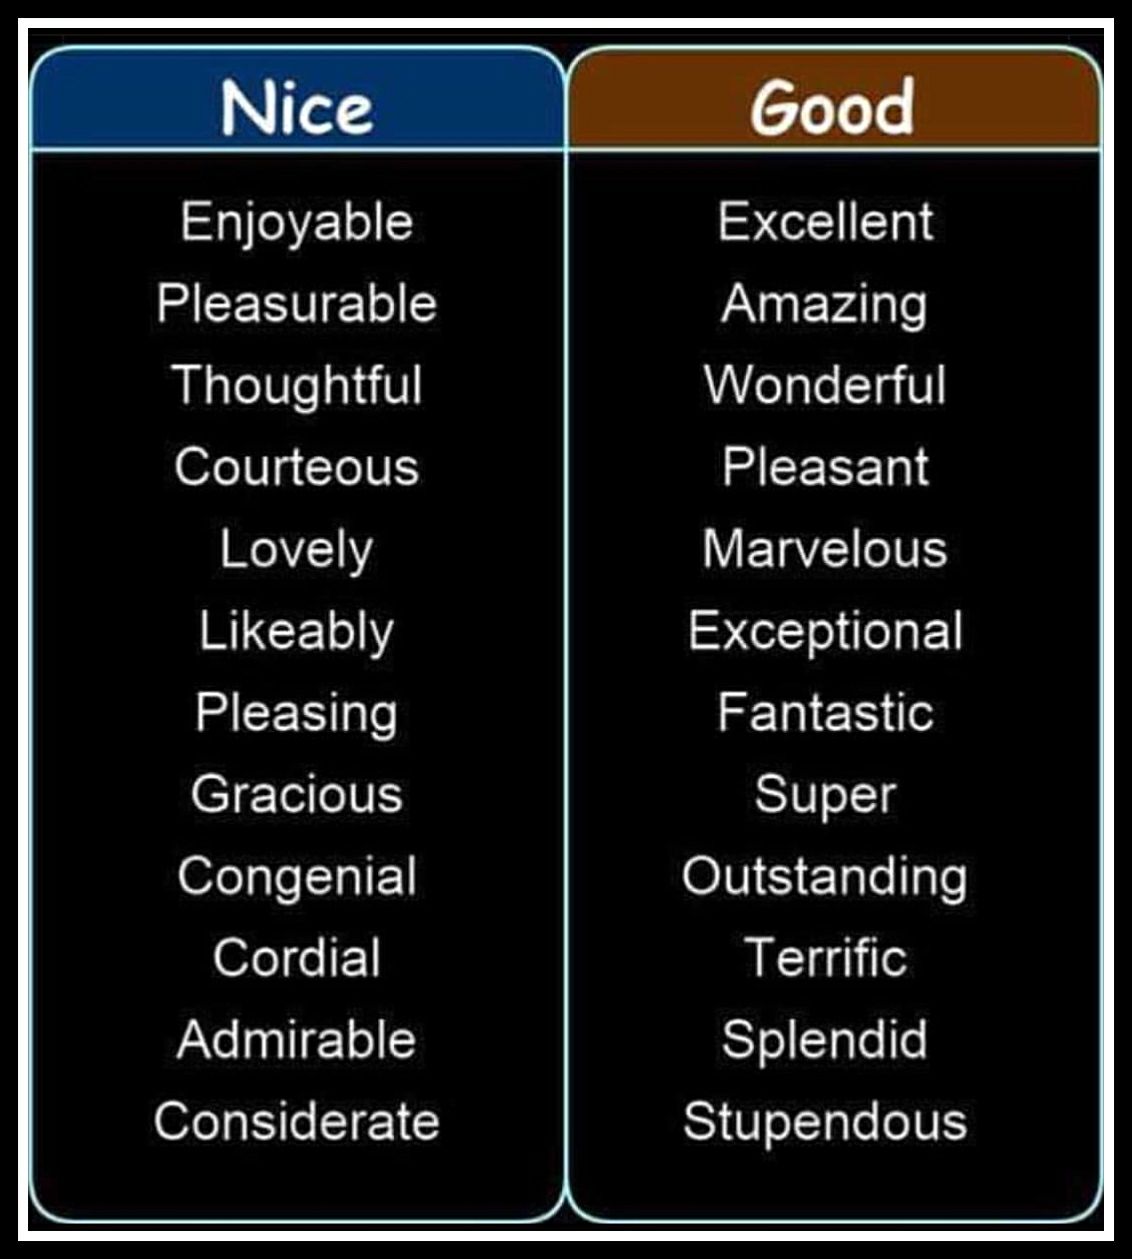 Nice
Enjoyable
Pleasurable
Thoughtful
Courteous
Lovely
Likeably
Pleasing
Gracious
Congenial
Cordial
Admirable
Considerate
Good
Excellent
Amazing
Wonderful
Pleasant
Marvelous
Exceptional
Fantastic
Super
Outstanding
Terrific
Splendid
Stupendous